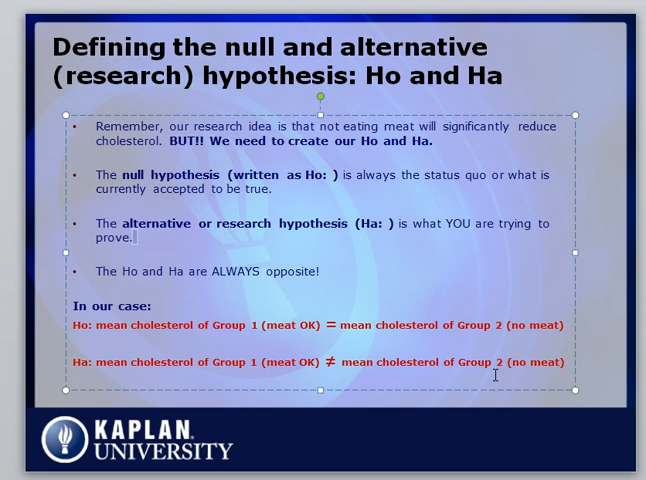 Defining the null and alternative
(research) hypothesis: Ho and Ha
• Remember, our research idea is that not eating meat will significantly reduce
cholesterol. BUT!! We need to create our Ho and Ha.
• The null hypothesis (written as Ho: ) is always the status quo or what is
currently accepted to be true.
• The alternative or research hypothesis (Ha: ) is what YOU are trying to
prove.
• The Ho and Ha are ALWAYS opposite!
In our case:
Ho: mean cholesterol of Group 1 (meat OK) = mean cholesterol of Group 2 (no meat)
Ha: mean cholesterol of Group 1 (meat OK) ≠ mean cholesterol of Group 2 (no meat)
KAPLAN
UNIVERSITY